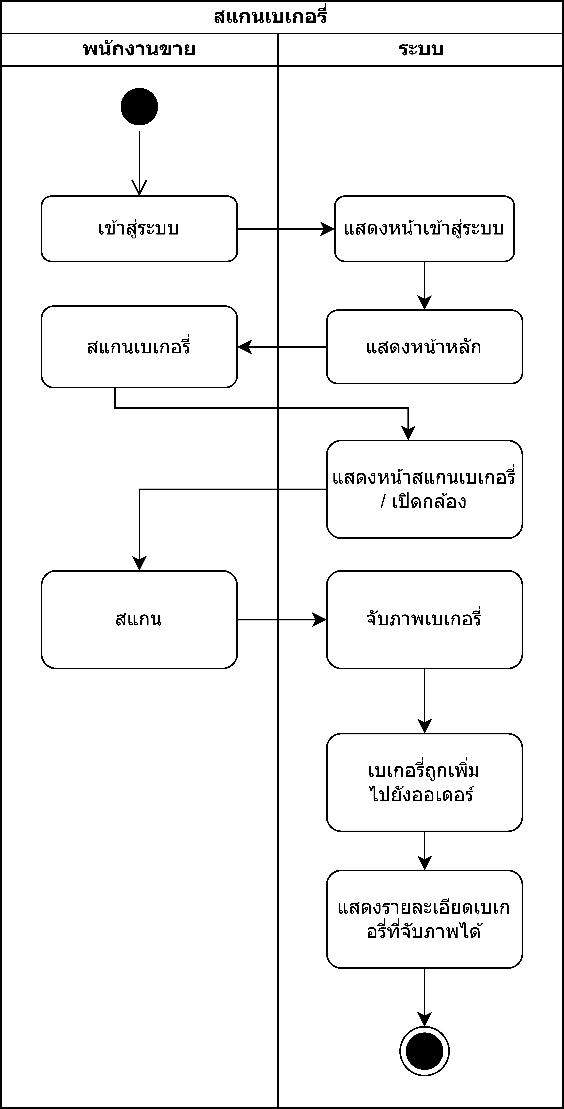 สแกนเบเกอรี่
พนักงานขาย
ระบบ
เข้าสู่ระบบ
แสดงหน้าเข้าสู่ระบบ
สแกนเบเกอรี่
แสดงหน้าหลัก
แสดงหน้าสแกนเบเกอรี่
/ เปิดกล้อง
สแกน
จับภาพเบเกอรี่
เบเกอรี่ถูกเพิ่ม
ไปยังออเดอร์
แสดงรายละเอียดเบเก
อรี่ที่จับภาพได้